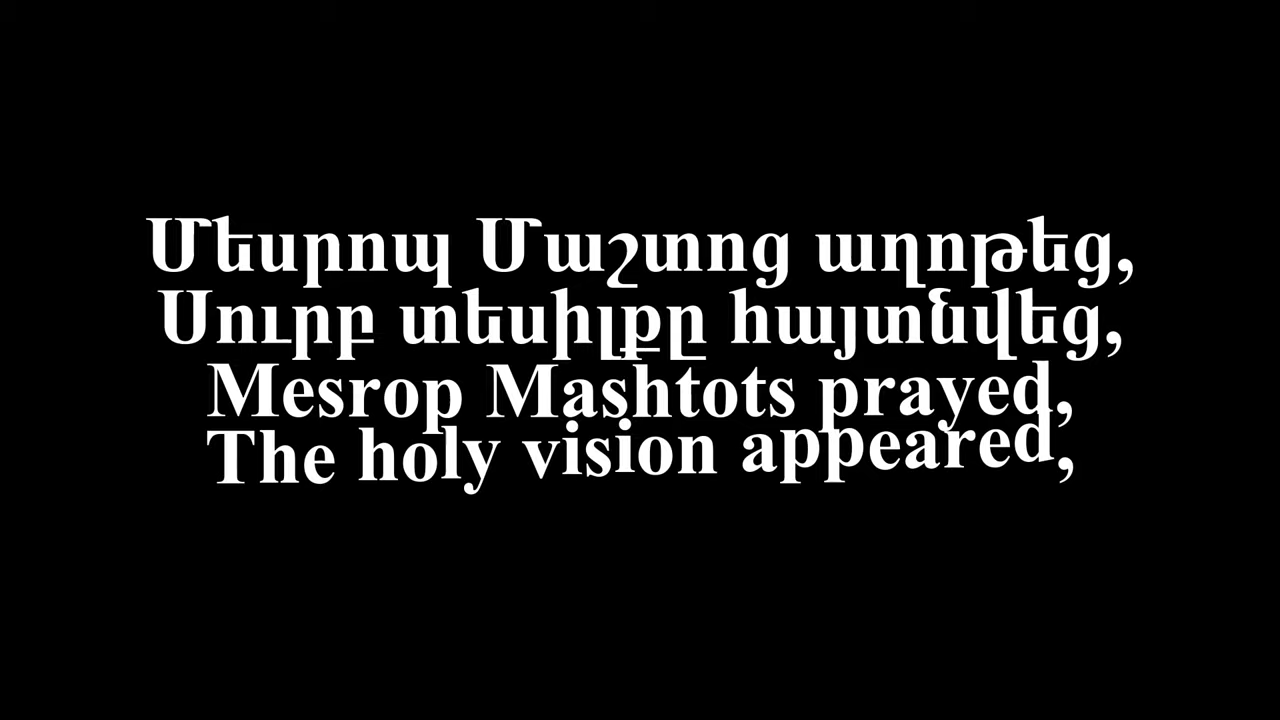 Մեսրոպ Մաշտոց աղոթեց,
Սուրբ տեսիլքը հայտնվեց,
Mesrop Mashtots prayed,
The holy vision appeared,